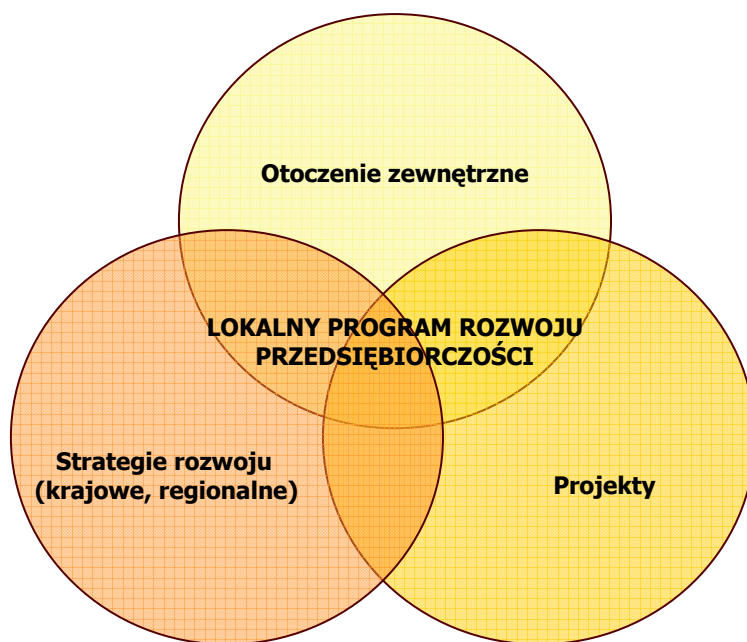 Otoczenie zewnętrzne
LOKALNY PROGRAM ROZWOJU
PRZEDSIĘBIORCZOŚCI
Strategie rozwoju
(krajowe, regionalne)
Projekty